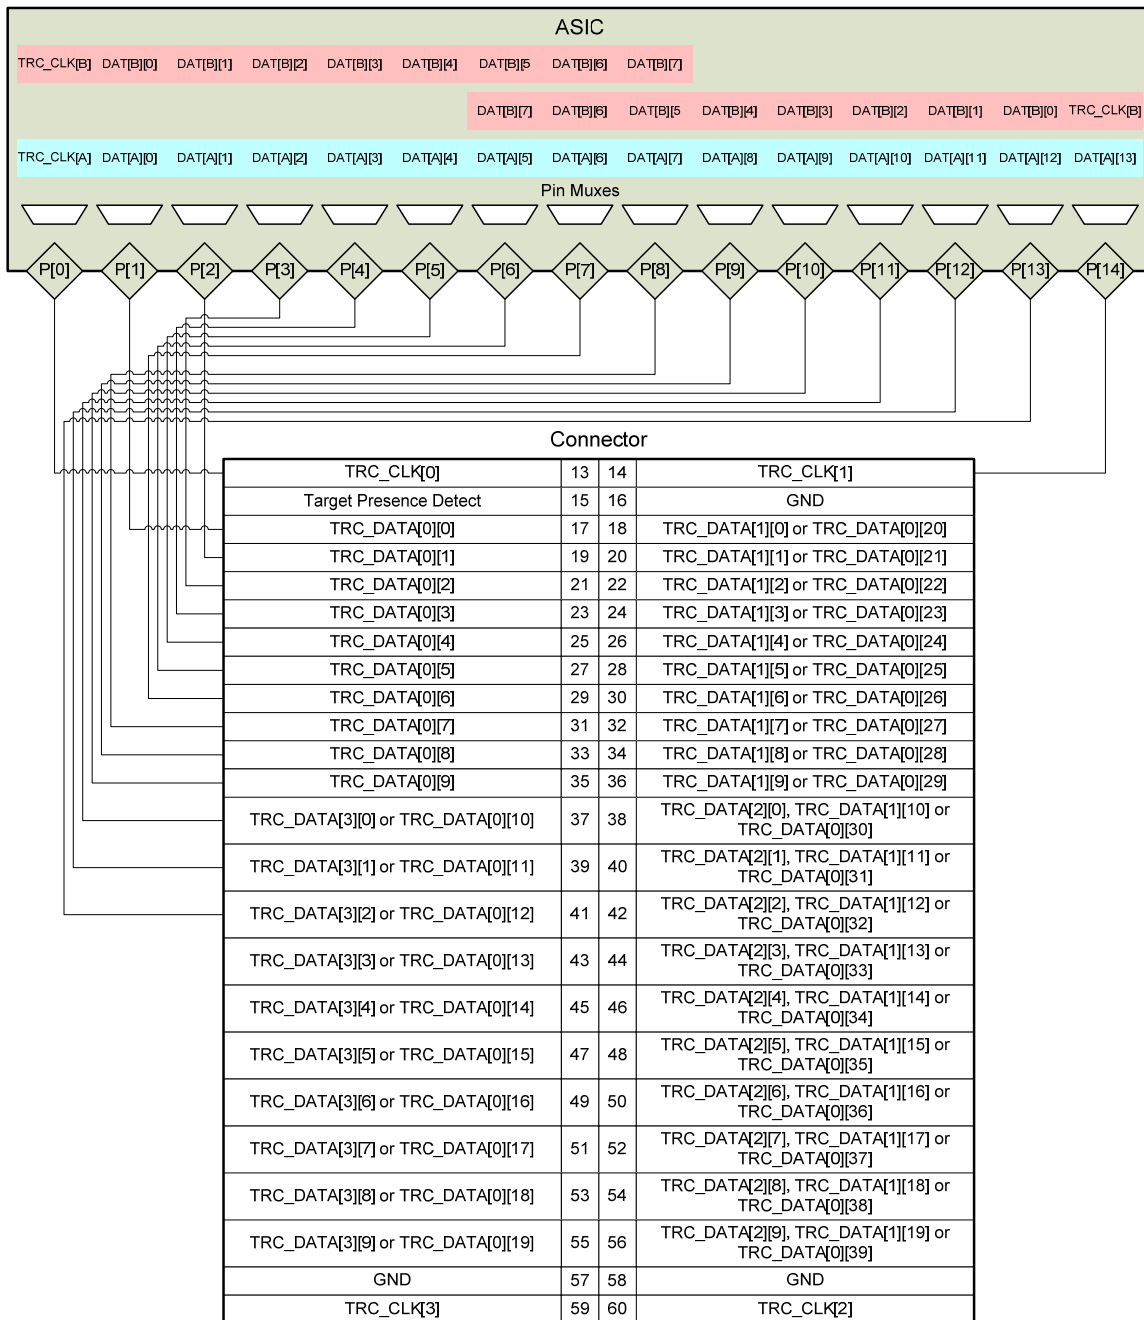 ASIC
TRC_CLK[B] DAT[B][0] DAT[B][1] DAT[B][2] DAT[B][3] DAT[B][4] DAT[B][5 DAT[B][6] DAT[B][7]
DAT[B][7] DAT[B][6] DAT[B][5 DAT[B][4] DAT[B][3] DAT[B][2] DAT[B][1] DAT[B][0] TRC_CLK[B]
TRC_CLK[A] DAT[A][0] DAT[A][1] DAT[A][2] DAT[A][3] DAT[A][4] DAT[A][5] DAT[A][6] DAT[A][7] DAT[A][8] DAT[A][9] DAT[A][10] DAT[A][11] DAT[A][12] DAT[A][13]
Pin Muxes
P[0] P[1] P[2] P[3] P[4] P[5] P[6] P[7] P[8] P[9] P[10] P[11] P[12] P[13] P[14]
Connector
TRC_CLK[0] 13 14 TRC_CLK[1]
Target Presence Detect 15 16 GND
TRC_DATA[0][0] 17 18 TRC_DATA[1][0] or TRC_DATA[0][20]
TRC_DATA[0][1] 19 20 TRC_DATA[1][1] or TRC_DATA[0][21]
TRC_DATA[0][2] 21 22 TRC_DATA[1][2] or TRC_DATA[0][22]
TRC_DATA[0][3] 23 24 TRC_DATA[1][3] or TRC_DATA[0][23]
TRC_DATA[0][4] 25 26 TRC_DATA[1][4] or TRC_DATA[0][24]
TRC_DATA[0][5] 27 28 TRC_DATA[1][5] or TRC_DATA[0][25]
TRC_DATA[0][6] 29 30 TRC_DATA[1][6] or TRC_DATA[0][26]
TRC_DATA[0][7] 31 32 TRC_DATA[1][7] or TRC_DATA[0][27]
TRC_DATA[0][8] 33 34 TRC_DATA[1][8] or TRC_DATA[0][28]
TRC_DATA[0][9] 35 36 TRC_DATA[1][9] or TRC_DATA[0][29]
TRC_DATA[3][0] or TRC_DATA[0][10] 37 38 TRC_DATA[2][0], TRC_DATA[1][10] or
TRC_DATA[0][30]
TRC_DATA[3][1] or TRC_DATA[0][11] 39 40 TRC_DATA[2][1], TRC_DATA[1][11] or
TRC_DATA[0][31]
TRC_DATA[3][2] or TRC_DATA[0][12] 41 42 TRC_DATA[2][2], TRC_DATA[1][12] or
TRC_DATA[0][32]
TRC_DATA[3][3] or TRC_DATA[0][13] 43 44 TRC_DATA[2][3], TRC_DATA[1][13] or
TRC_DATA[0][33]
TRC_DATA[3][4] or TRC_DATA[0][14] 45 46 TRC_DATA[2][4], TRC_DATA[1][14] or
TRC_DATA[0][34]
TRC_DATA[3][5] or TRC_DATA[0][15] 47 48 TRC_DATA[2][5], TRC_DATA[1][15] or
TRC_DATA[0][35]
TRC_DATA[3][6] or TRC_DATA[0][16] 49 50 TRC_DATA[2][6], TRC_DATA[1][16] or
TRC_DATA[0][36]
TRC_DATA[3][7] or TRC_DATA[0][17] 51 52 TRC_DATA[2][7], TRC_DATA[1][17] or
TRC_DATA[0][37]
TRC_DATA[3][8] or TRC_DATA[0][18] 53 54 TRC_DATA[2][8], TRC_DATA[1][18] or
TRC_DATA[0][38]
TRC_DATA[3][9] or TRC_DATA[0][19] 55 56 TRC_DATA[2][9], TRC_DATA[1][19] or
TRC_DATA[0][39]
GND 57 58 GND
TRC_CLK[3] 59 60 TRC_CLK[2]